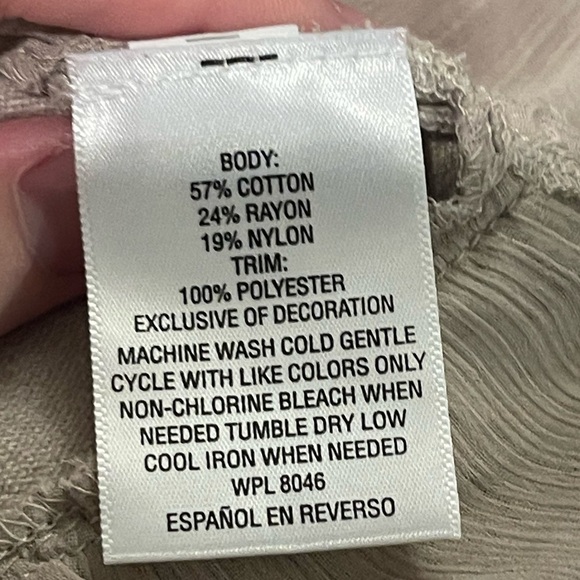 BODY:
57% COTTON
24% RAYON
19% NYLON
TRIM:
100% POLYESTER
EXCLUSIVE OF DECORATION
MACHINE WASH COLD GENTLE
CYCLE WITH LIKE COLORS ONLY
NON-CHLORINE BLEACH WHEN
NEEDED TUMBLE DRY LOW
COOL IRON WHEN NEEDED
WPL 8046
ESPAÑOL EN REVERSO